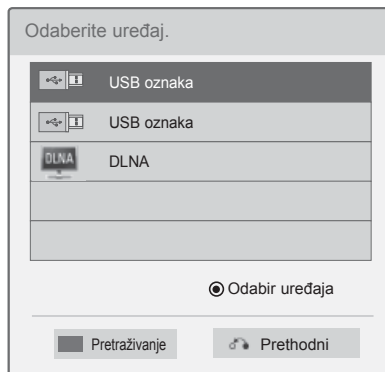 Odaberite uređaj.
USB oznaka
USB oznaka
DLNA DLNA
Odabir uređaja
Pretraživanje Prethodni